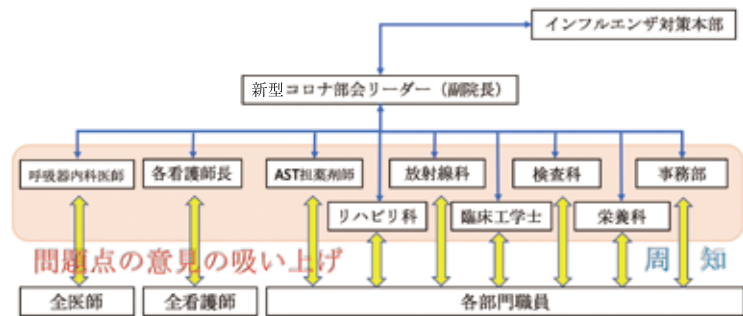 インフルエンザ対策本部
新型コロナ部会リーダー（副院長）
呼吸器内科医師
各看護師長
AST担薬剤師
放射線科
検査科
事務部
リハビリ科
臨床工学士
栄養科
問題点の意見の吸い上げ
周 知
全医師
全看護師
各部門職員